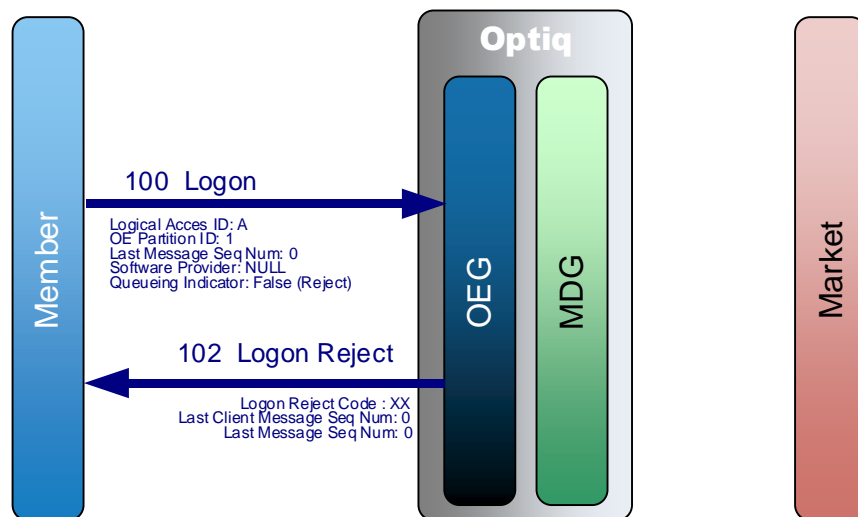 Optiq
100 Logon
Logical Acces ID: A
OE Partition ID: 1
Last Message Seq Num: 0
Software Provider: NULL
Queueing Indicator: False (Reject)
102 Logon Reject
Logon Reject Code : XX
Last Client Message Seq Num: 0
Last Message Seq Num: 0
Member
OEG
MDG
Market